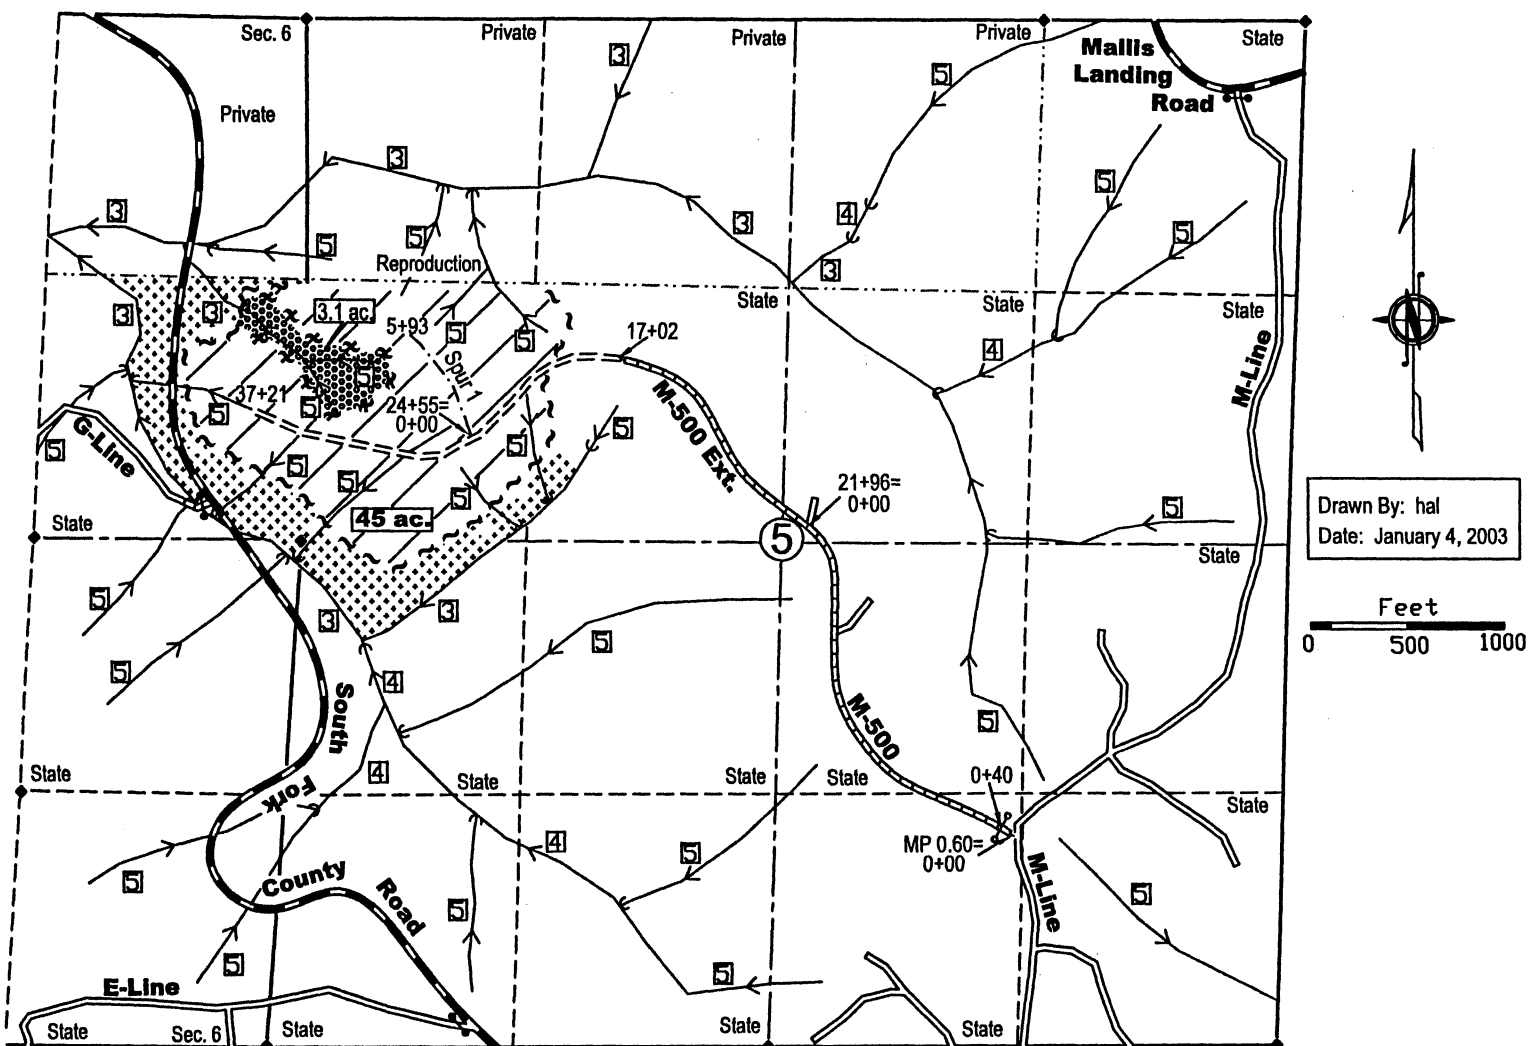 Sec. 6
Private
Private
Private
State
Mallis
Landing
Road
Private
3
5
3
5
3
4
5
3
5
5
5
3
Reproduction
State
State
State
3
3
3.1 ac.
5+93
5
5
17+02
4
Spur 1
M-Line
37+21
5
5
5
24+55=
0+00
M-500 Ext.
G-Line
5
5
5
5
5
5
21+96=
0+00
5
45 ac.
State
5
State
Drawn By: hal
Date: January 4, 2003
5
3
3
Feet
0
500
1000
5
5
4
South
M-500
5
State
4
State
State
State
0+40
State
Fork
MP 0.60=
0+00
4
5
5
County
Road
M-Line
5
5
5
5
E-Line
State
Sec. 6
State
State
State